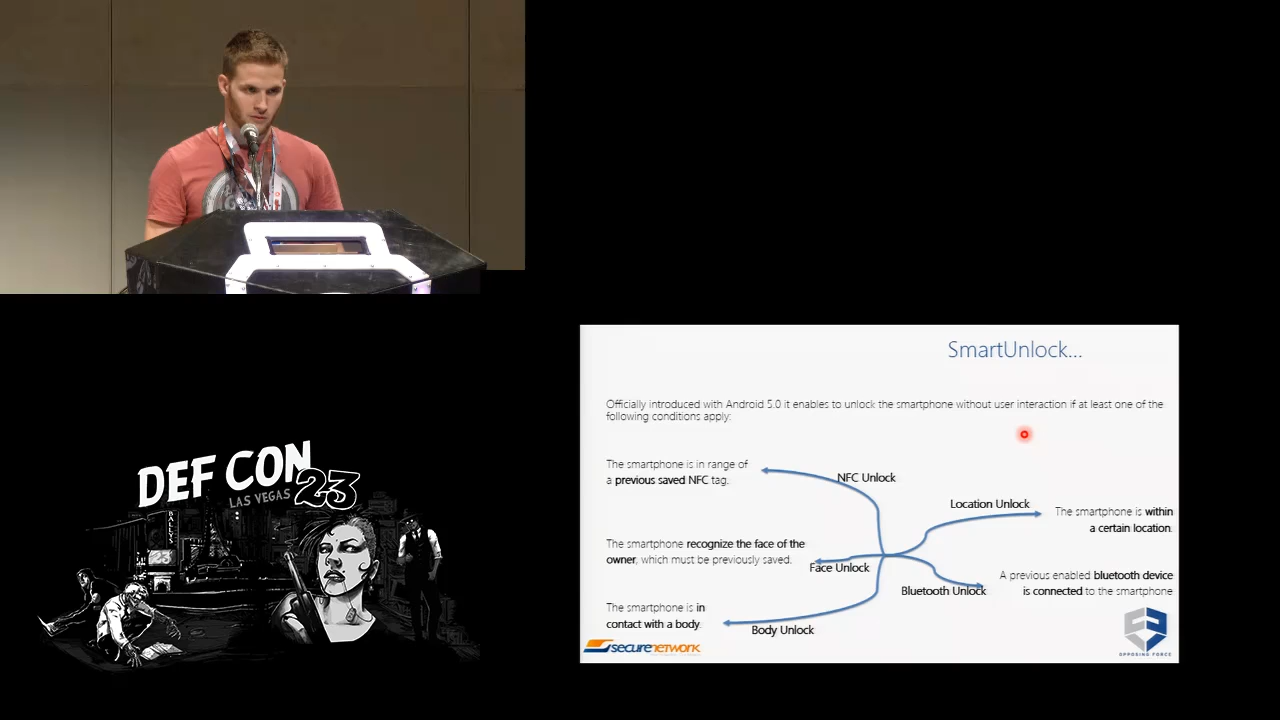 SmartUnlock...
Officially introduced with Android 5.0 it enables to unlock the smartphone without user interaction if at least one of the
following conditions apply:
The smartphone is in range of
a previous saved NFC tag.
NFC Unlock
Location Unlock
The smartphone is within
a certain location.
The smartphone recognize the face of the
owner, which must be previously saved.
Face Unlock
Bluetooth Unlock
A previous enabled bluetooth device
is connected to the smartphone
The smartphone is in
contact with a body.
Body Unlock
securenetwork
OPPOSING FORCE
DEF CON
LAS VEGAS 23
BALLYS
23